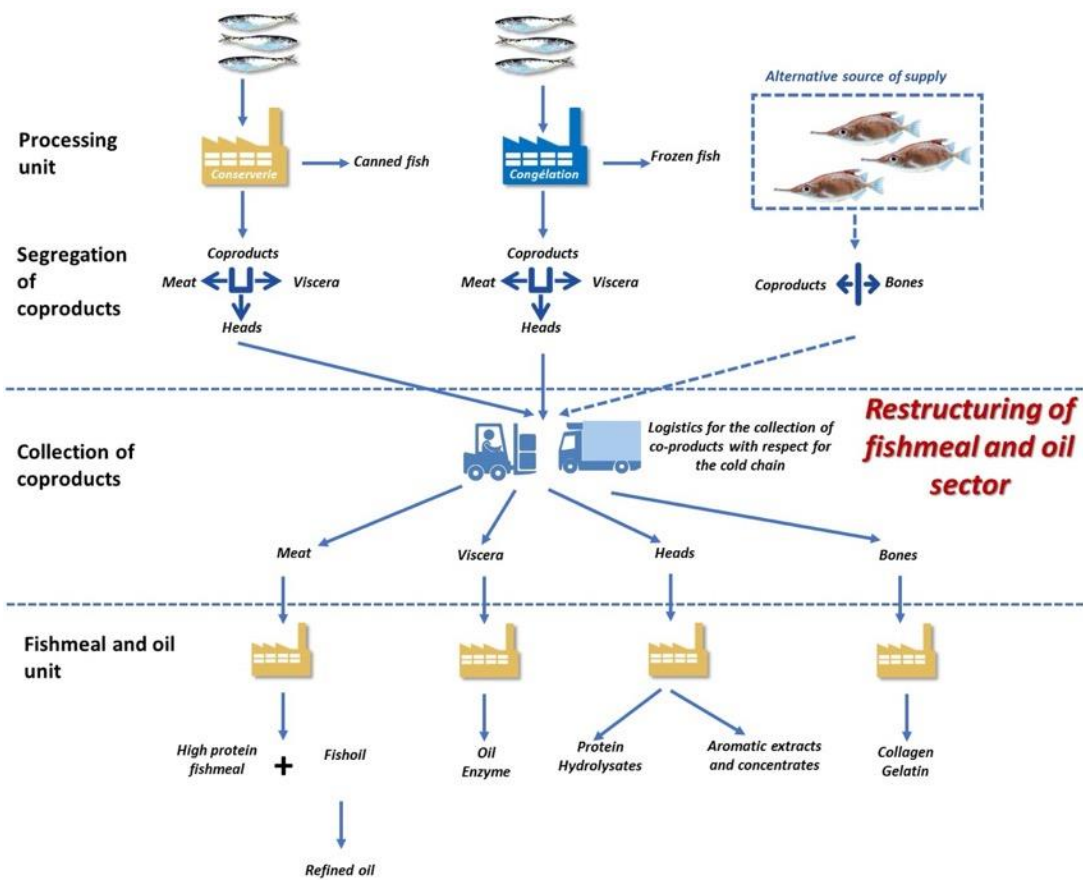 Alternative source of supply
Processing
unit
Conserverie
Canned fish
Congélation
Frozen fish
Segregation
of
coproducts
Coproducts
Meat
Viscera
Heads
Coproducts
Meat
Viscera
Heads
Coproducts
Bones
Restructuring of
fishmeal and oil
sector
Collection of
coproducts
Logistics for the collection of
co-products with respect for
the cold chain
Meat
Viscera
Heads
Bones
Fishmeal and oil
unit
High protein
fishmeal
+
Fishoil
Refined oil
Oil
Enzyme
Protein
Hydrolysates
Aromatic extracts
and concentrates
Collagen
Gelatin